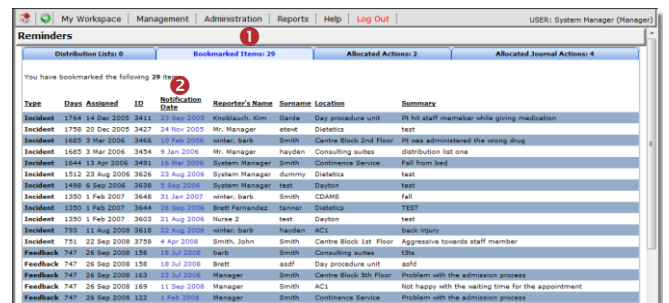 My Workspace | Management | Administration | Reports | Help | Log Out | USER: System Manager (Manager)
Reminders
1
Distribution Lists: 0 Bookmarked Items: 29 Allocated Actions: 2 Allocated Journal Actions: 4
You have bookmarked the following 29 items
2
Type Days Assigned ID Notification Date Reporter's Name Surname Location Summary
Incident 1764 14 Dec 2005 3411 23 Sep 2005 Knoblauch, Kim Garde Day procedure unit Pt hit staff memeber while giving medication
Incident 1758 20 Dec 2005 3427 24 Nov 2005 Mr. Manager etewt Dietetics test
Incident 1685 3 Mar 2006 3466 10 Feb 2006 winter, barb Smith Centre Block 2nd Floor Pt was administered the wrong drug
Incident 1685 3 Mar 2006 3454 9 Jan 2006 Mr. Manager hayden Consulting suites distribution list one
Incident 1644 13 Apr 2006 3491 16 Mar 2006 System Manager Smith Continence Service Fall from bed
Incident 1512 23 Aug 2006 3626 23 Aug 2006 System Manager dummy Dietetics test
Incident 1498 6 Sep 2006 3638 5 Sep 2006 System Manager test Dayton test
Incident 1350 1 Feb 2007 3648 31 Jan 2007 winter, barb Smith CDAMS fall
Incident 1350 1 Feb 2007 3644 26 Sep 2006 Brett Fernandez tanner Dietetics TEST
Incident 1350 1 Feb 2007 3603 21 Aug 2006 Nurse 2 test Dayton test
Incident 793 11 Aug 2008 3618 22 Aug 2006 winter, barb hayden AC1 back injury
Incident 751 22 Sep 2008 3758 4 Apr 2008 Smith, John Smith Centre Block 1st Floor Aggressive towards staff member
Feedback 747 26 Sep 2008 156 18 Jul 2008 barb Smith Consulting suites t3ts
Feedback 747 26 Sep 2008 158 18 Jul 2008 Brett asdf Day procedure unit asfd
Feedback 747 26 Sep 2008 163 23 Jul 2008 Manager Smith Centre Block 5th Floor Problem with the admission process
Feedback 747 26 Sep 2008 169 11 Sep 2008 Manager Smith AC1 Not happy with the waiting time for the appointment
Feedback 747 26 Sep 2008 122 1 Feb 2008 Manager Smith Continence Service Problem with the admission process